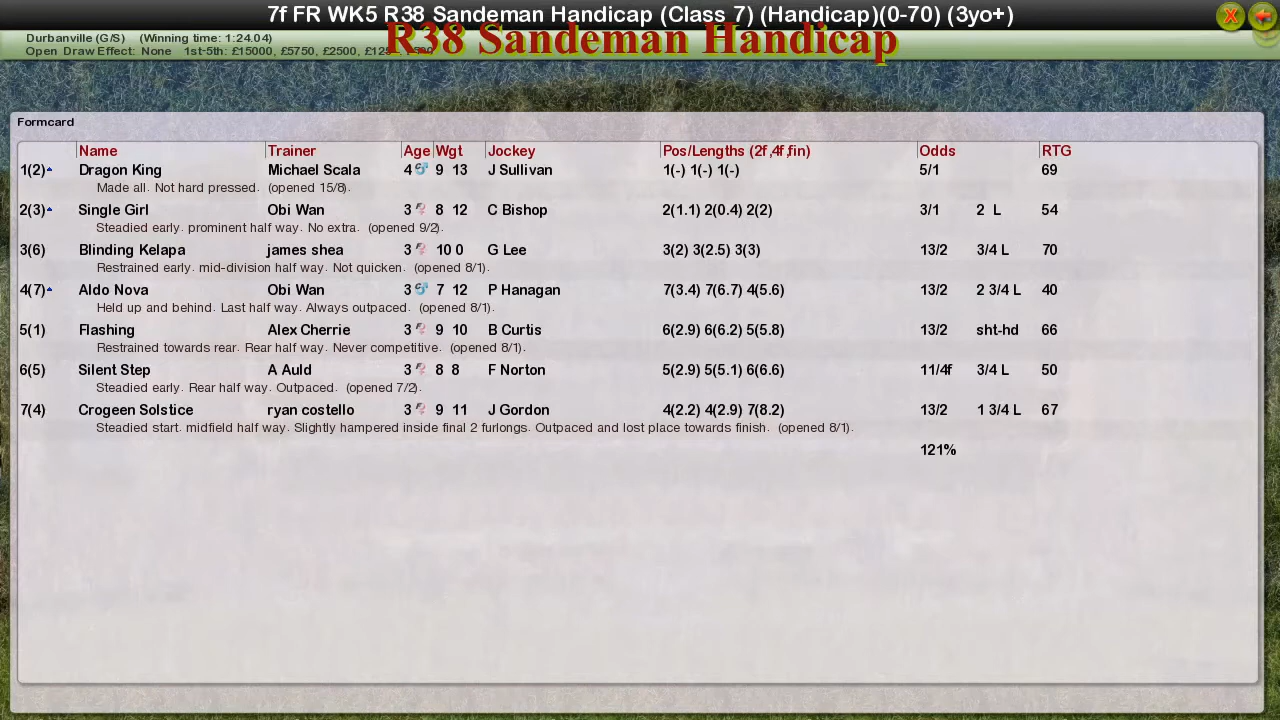 7f FR WK5 R38 Sandeman Handicap (Class 7) (Handicap)(0-70) (3yo+)
R38 Sandeman Handicap
Durbanville (G/S) (Winning time: 1:24.04)
Open Draw Effect: None 1st-5th: £15000, £5750, £2500,
Formcard
Name Trainer Age Wgt Jockey Pos/Lengths (2f,4f,fin) Odds RTG
1(2) Dragon King Michael Scala 4 9 13 J Sullivan 1(-) 1(-) 1(-) 5/1 69
Made all. Not hard pressed. (opened 15/8).
2(3) Single Girl Obi Wan 3 8 12 C Bishop 2(1.1) 2(0.4) 2(2) 3/1 2 L 54
Steadied early. prominent half way. No extra. (opened 9/2).
3(6) Blinding Kelapa james shea 3 10 0 G Lee 3(2) 3(2.5) 3(3) 13/2 3/4 L 70
Restrained early. mid-division half way. Not quicken. (opened 8/1).
4(7) Aldo Nova Obi Wan 3 7 12 P Hanagan 7(3.4) 7(6.7) 4(5.6) 13/2 2 3/4 L 40
Held up and behind. Last half way. Always outpaced. (opened 8/1).
5(1) Flashing Alex Cherrie 3 9 10 B Curtis 6(2.9) 6(6.2) 5(5.8) 13/2 sht-hd 66
Restrained towards rear. Rear half way. Never competitive. (opened 8/1).
6(5) Silent Step A Auld 3 8 8 F Norton 5(2.9) 5(5.1) 6(6.6) 11/4f 3/4 L 50
Steadied early. Rear half way. Outpaced. (opened 7/2).
7(4) Crogeen Solstice ryan costello 3 9 11 J Gordon 4(2.2) 4(2.9) 7(8.2) 13/2 1 3/4 L 67
Steadied start. midfield half way. Slightly hampered inside final 2 furlongs. Outpaced and lost place towards finish. (opened 8/1).
121%